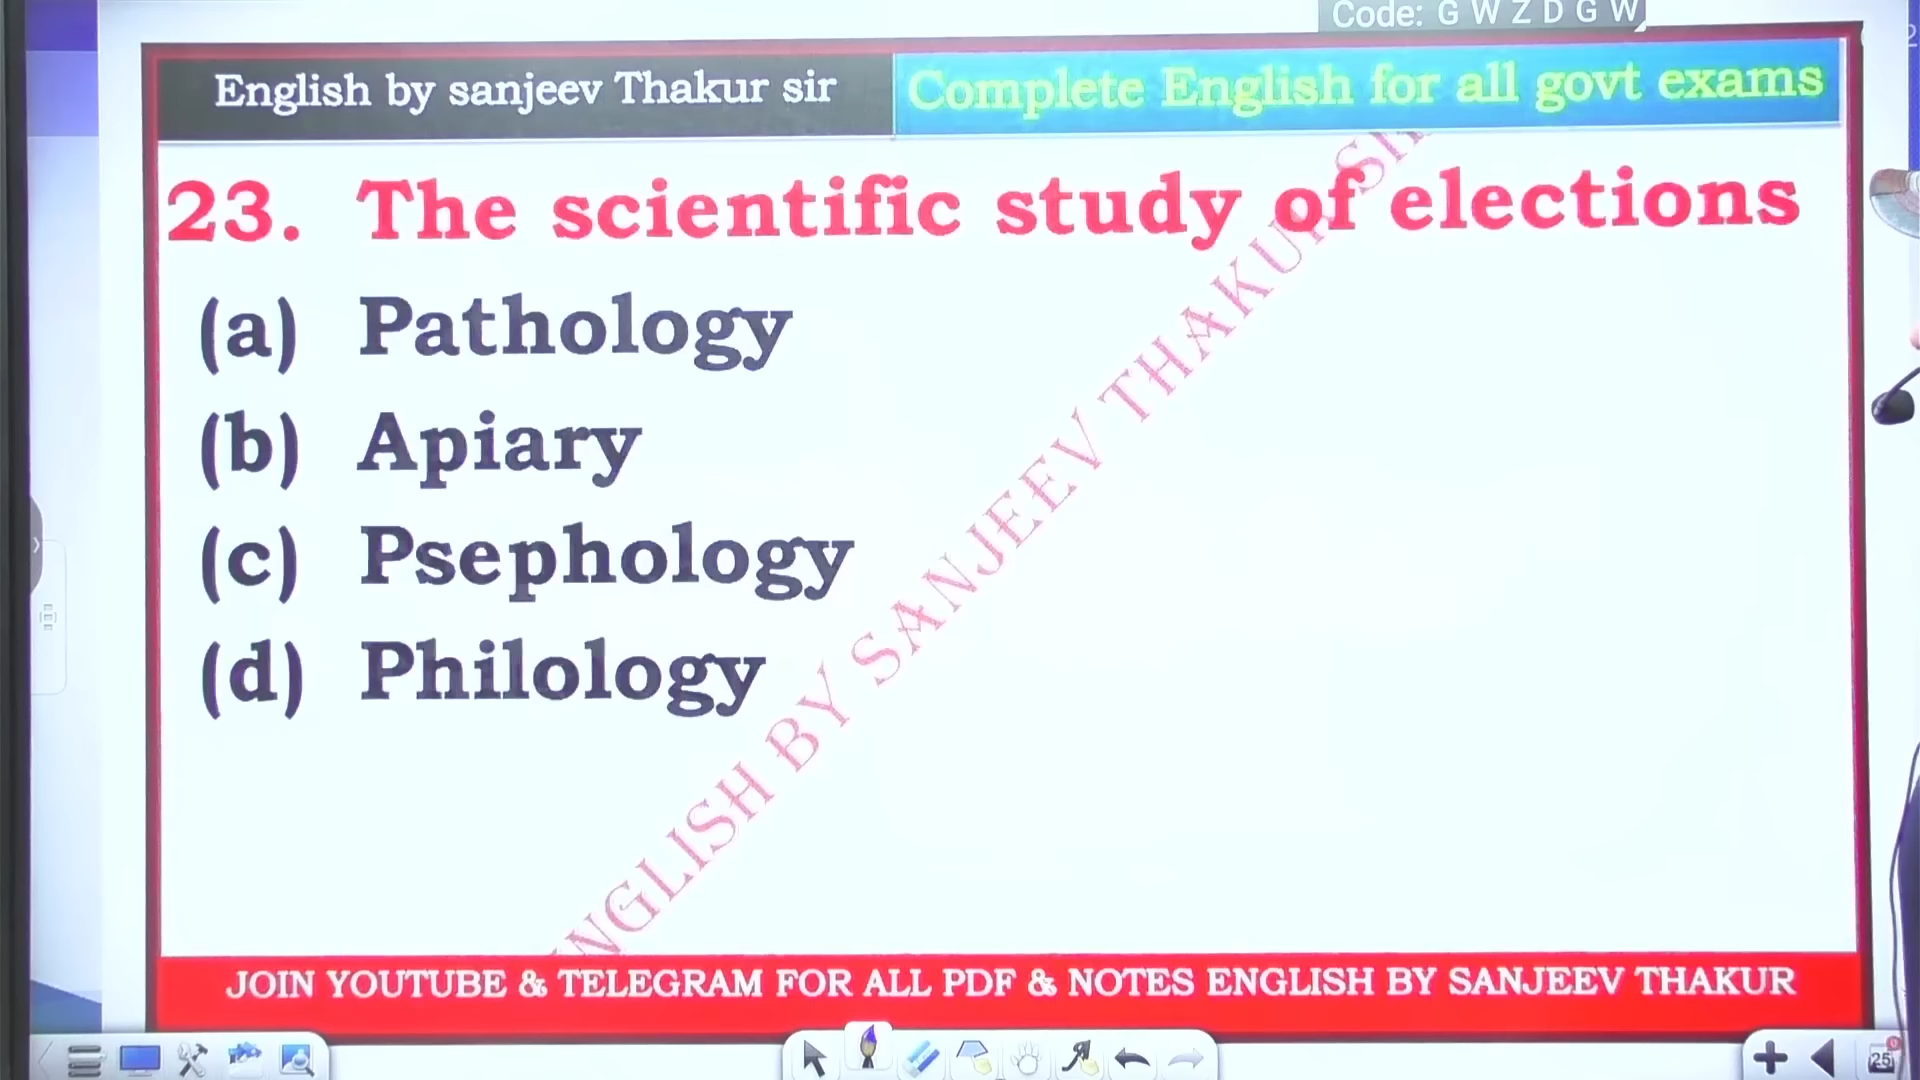 Code: G W Z D G W
English by sanjeev Thakur sir
Complete English for all govt exams
23. The scientific study of elections
(a) Pathology
(b) Apiary
(c) Psephology
(d) Philology
NGLISH BY SANJEEV THAKUR
JOIN YOUTUBE & TELEGRAM FOR ALL PDF & NOTES ENGLISH BY SANJEEV THAKUR
25